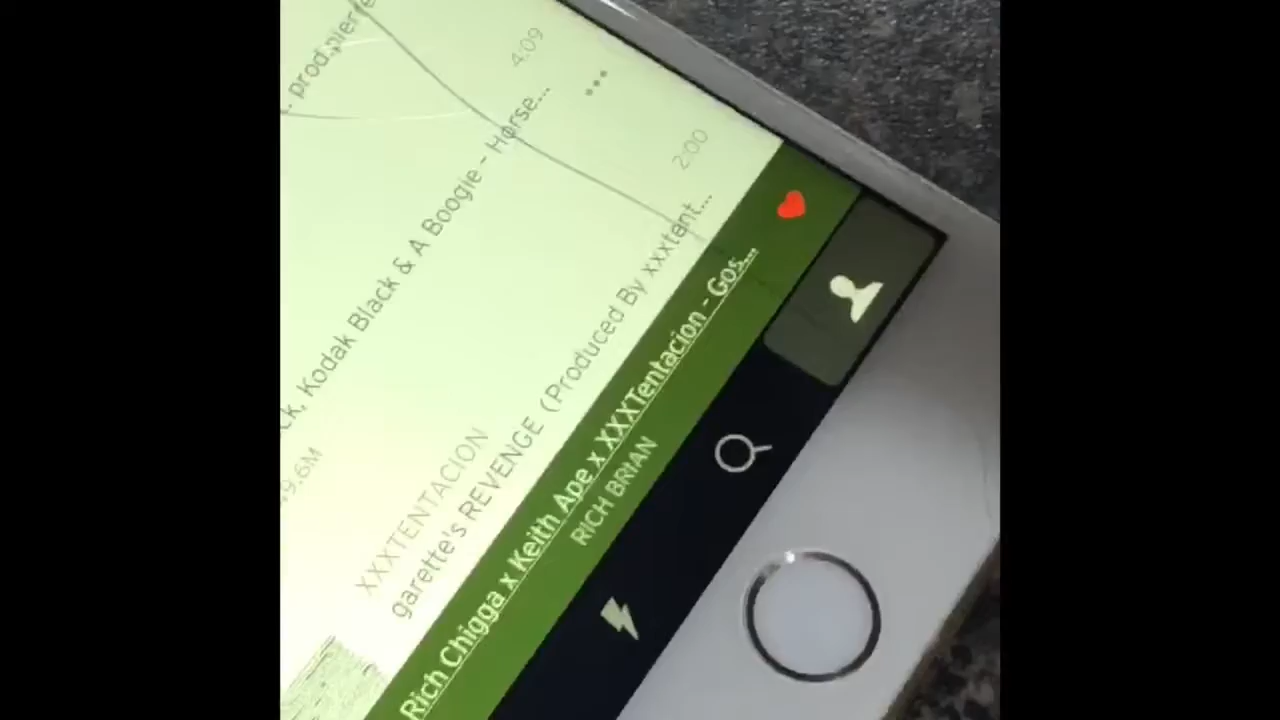 prod.pierre
4:09
Kodak Black & A Boogie - Horse...
9.6M
2:00
XXXTENTACION
garette's REVENGE (Produced By xxxtent...
Rich Chigga x Keith Ape x XXXTentacion - Gos...
RICH BRIAN